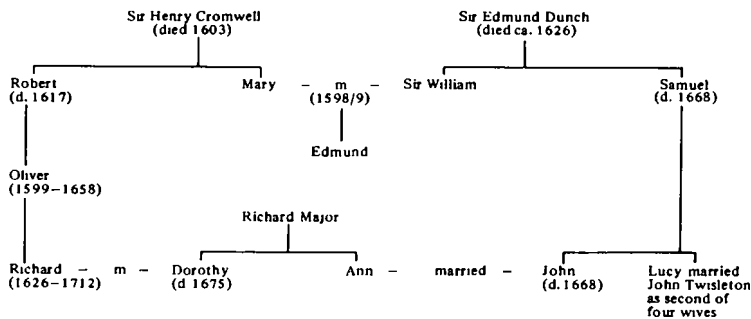 Sir Henry Cromwell
(died 1603)
Sir Edmund Dunch
(died ca. 1626)
Robert
(d. 1617)
Mary – m – Sir William
(1598/9)
Samuel
(d. 1668)
Edmund
Oliver
(1599–1658)
Richard Major
Richard – m – Dorothy
(1626–1712)
(d 1675)
Ann – married – John
(d. 1668)
Lucy married
John Twisleton
as second of
four wives